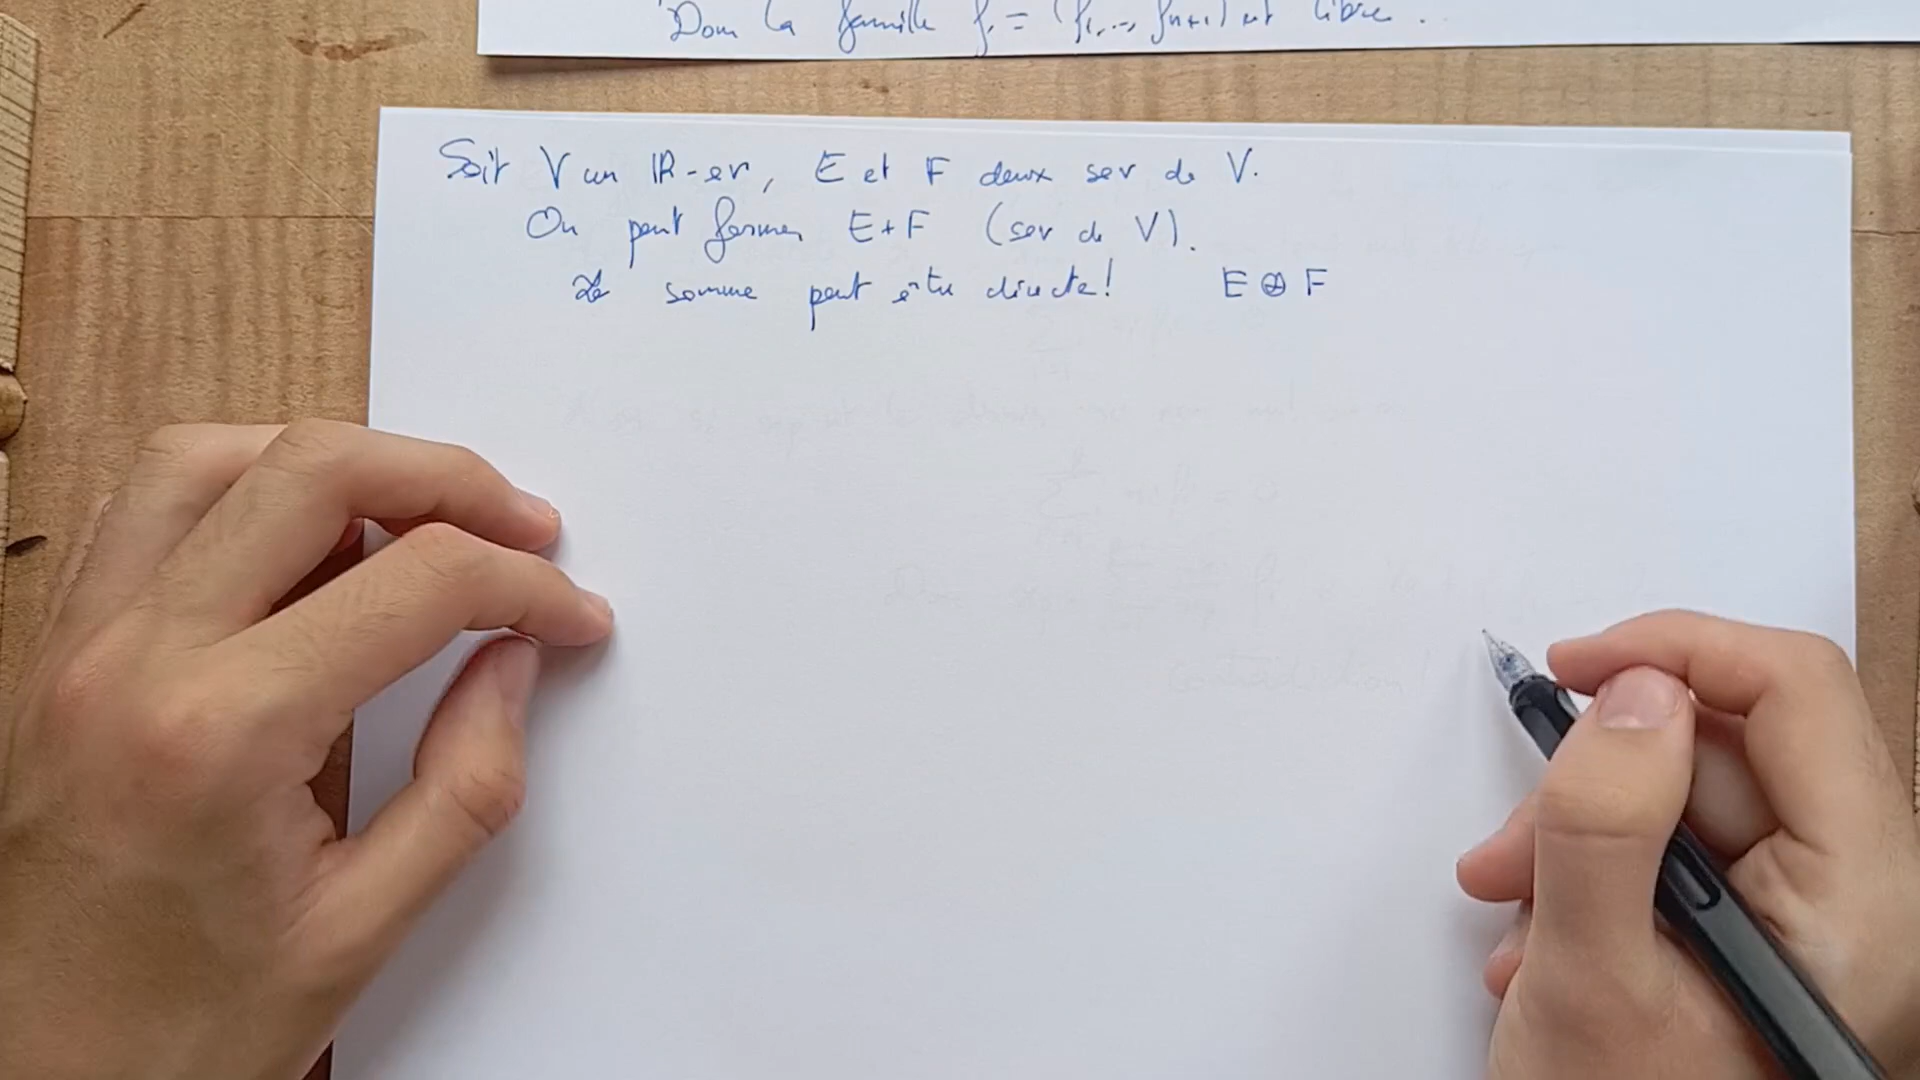 Donc la famille f, = (f1, ..., fn+1) est libre.
Soit V un IR-ev, E et F deux sev de V.
On peut former E+F (sev de V).
La somme peut être directe! E ⊕ F